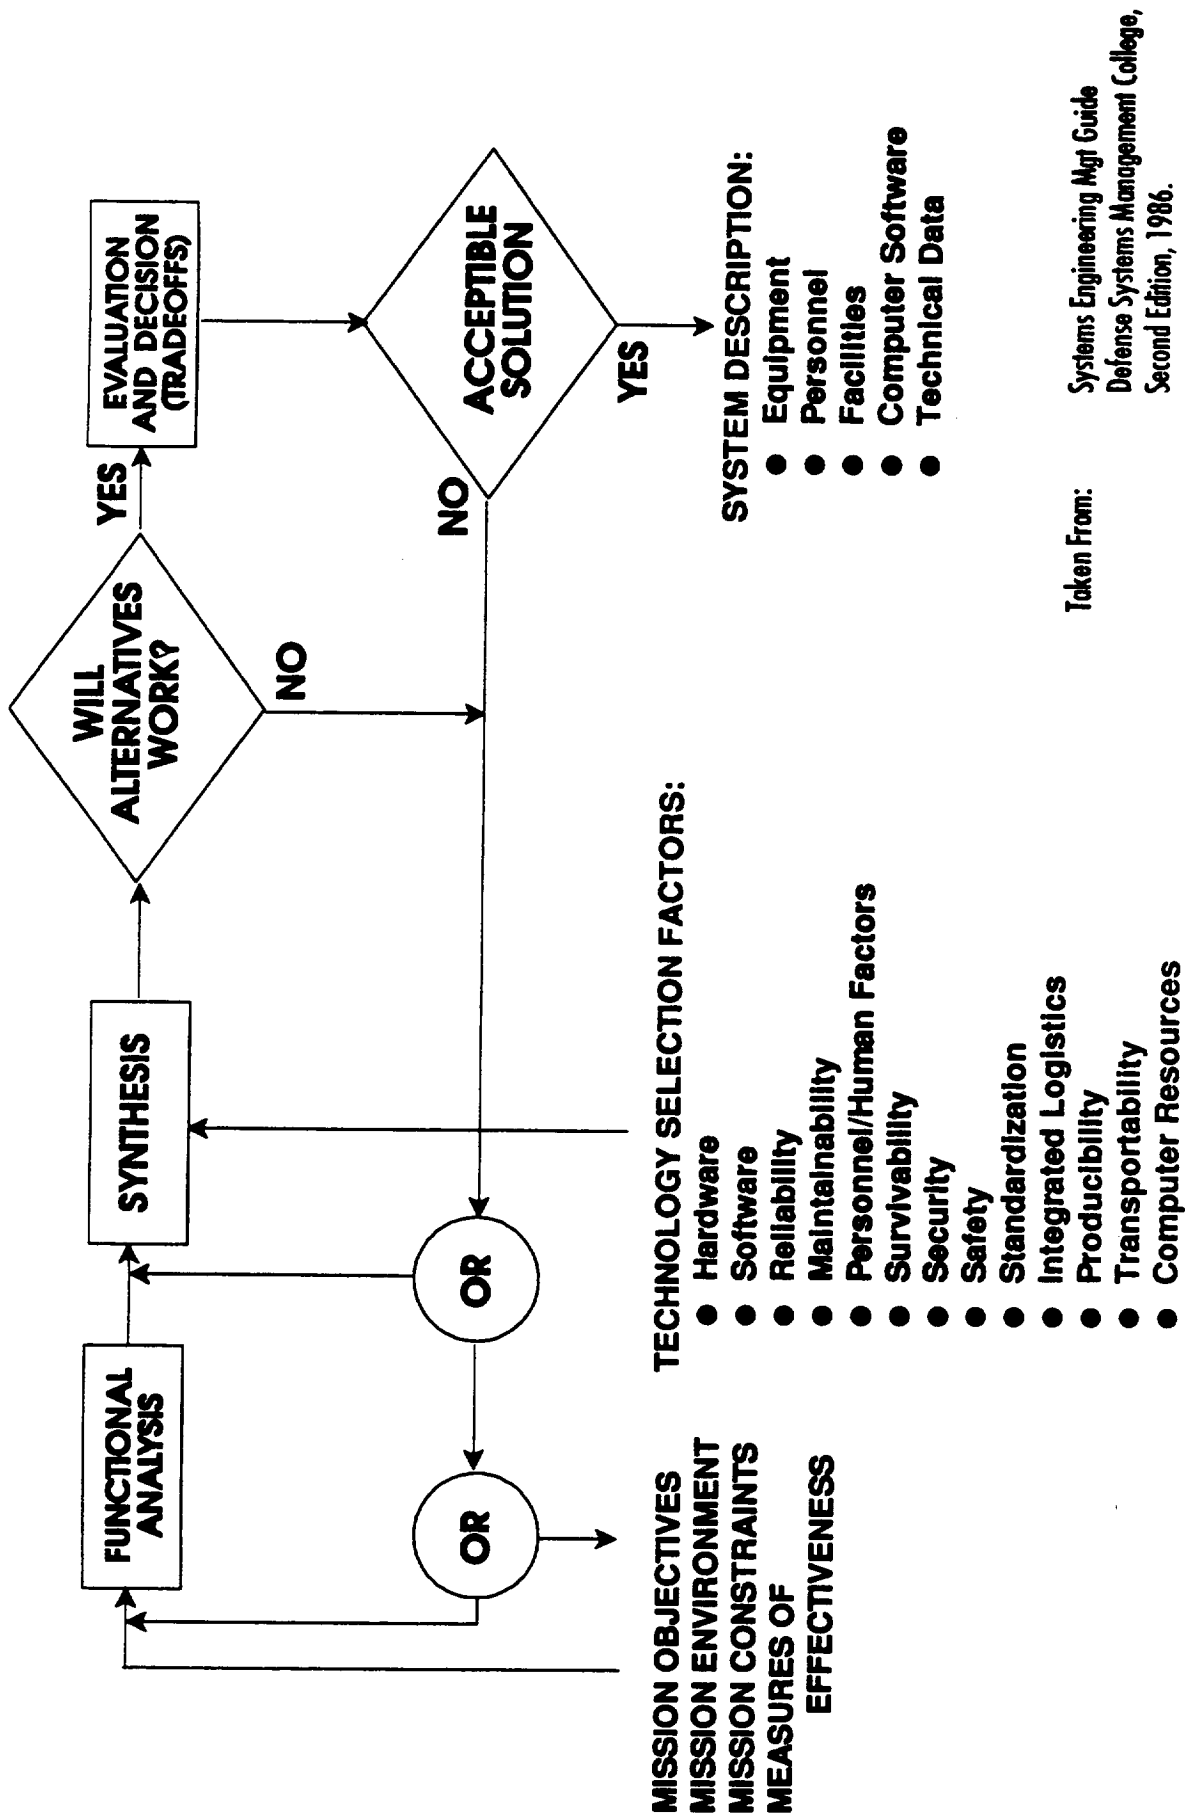 FUNCTIONAL
ANALYSIS
SYNTHESIS
WILL
ALTERNATIVES
WORK?
YES
EVALUATION
AND DECISION
(TRADEOFFS)
NO
OR
OR
NO
ACCEPTIBLE
SOLUTION
YES
MISSION OBJECTIVES
MISSION ENVIRONMENT
MISSION CONSTRAINTS
MEASURES OF
EFFECTIVENESS
TECHNOLOGY SELECTION FACTORS:
● Hardware
● Software
● Reliability
● Maintainability
● Personnel/Human Factors
● Survivability
● Security
● Safety
● Standardization
● Integrated Logistics
● Producibility
● Transportability
● Computer Resources
SYSTEM DESCRIPTION:
● Equipment
● Personnel
● Facilities
● Computer Software
● Technical Data
Taken From:
Systems Engineering Mgt Guide
Defense Systems Management College,
Second Edition, 1986.